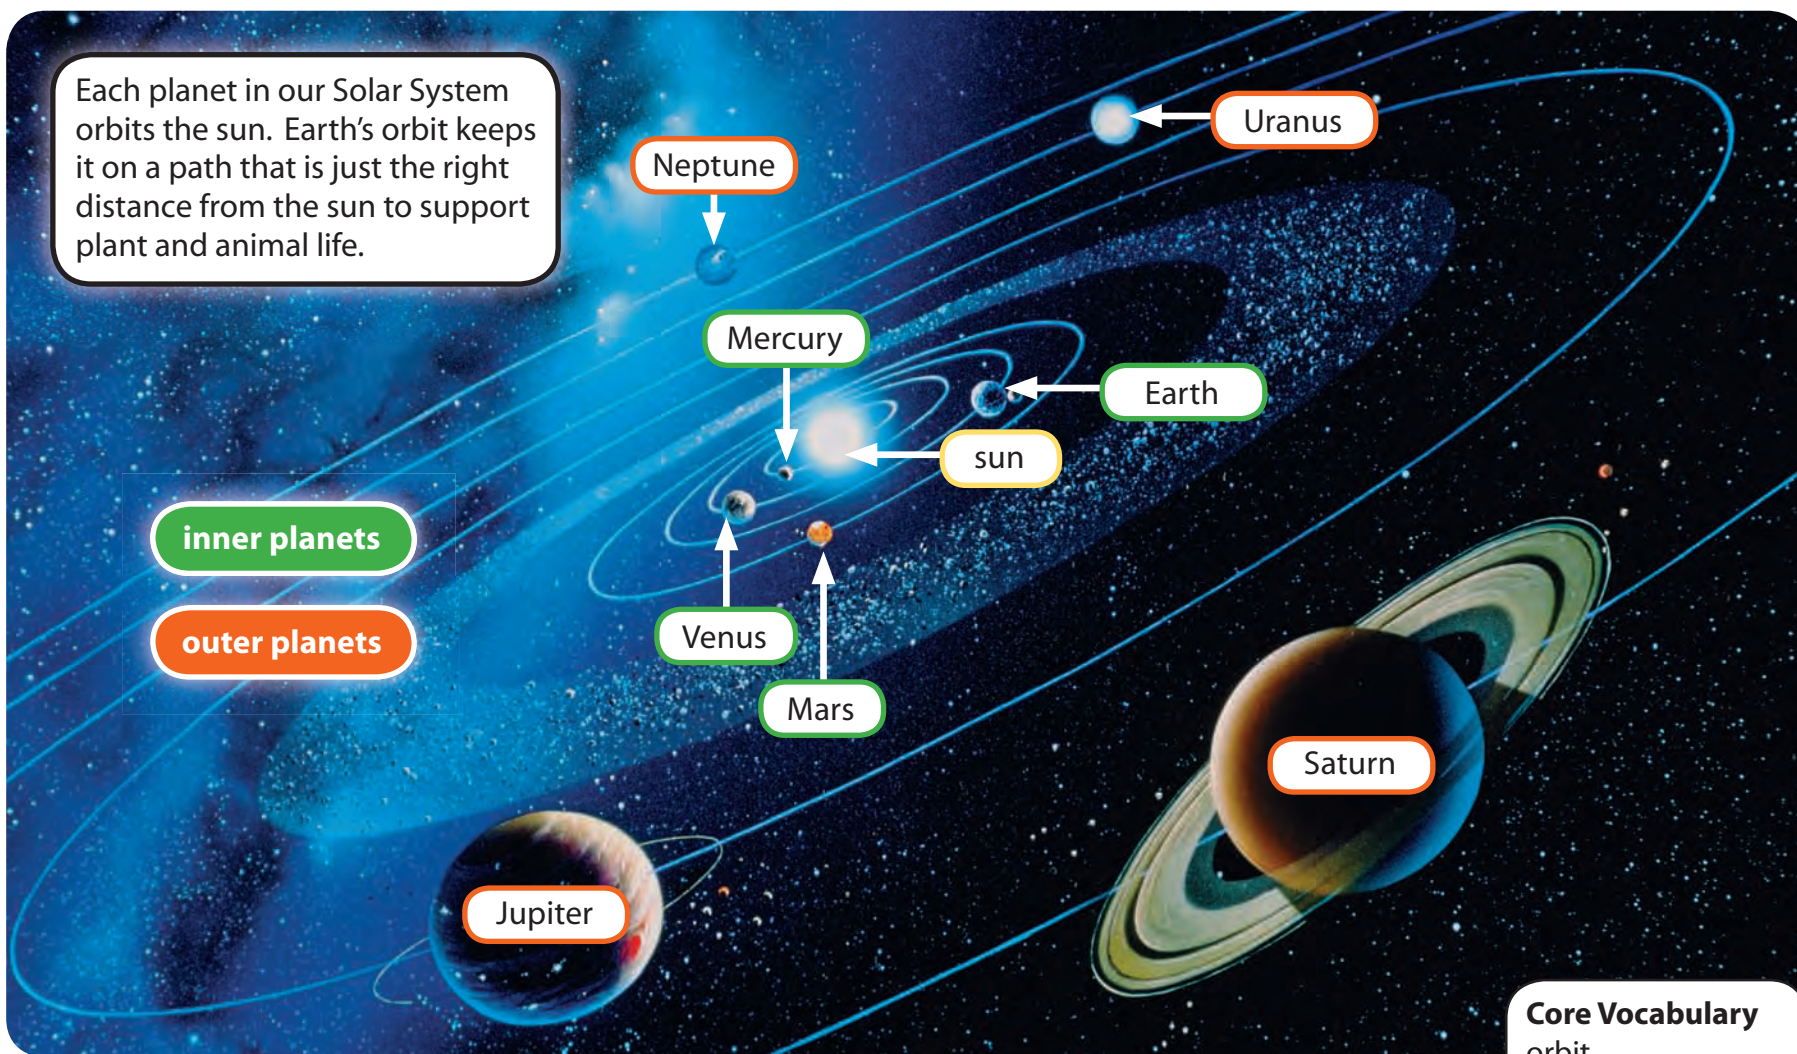 Each planet in our Solar System
orbits the sun. Earth's orbit keeps
it on a path that is just the right
distance from the sun to support
plant and animal life.
Uranus
Neptune
Mercury
Earth
sun
inner planets
outer planets
Venus
Mars
Saturn
Jupiter
Core Vocabulary
orbit